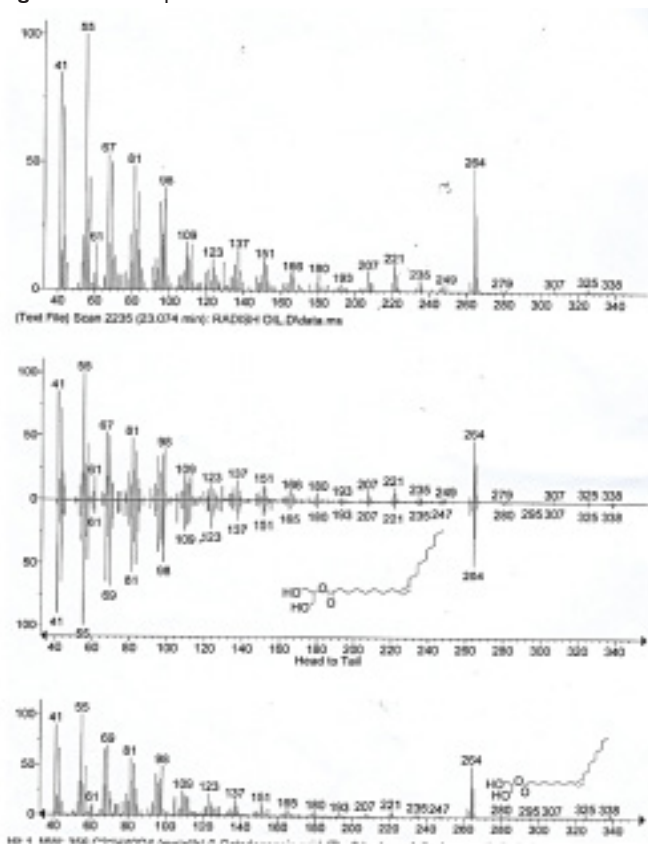 100
55
41
50
67 81
98
61
109 123 137 151 166 180 193 207 221 235 249 264 279 307 325 338
0
40 60 80 100 120 140 160 180 200 220 240 260 280 300 320 340
(Text File) Scan 2235 (23.074 min): RADISH OIL.D\data.ms
100
55
41
50
67 81 98
61 109 123 137 151 166 180 193 207 221 235 249 264 279 307 325 338
0
61 109 123 137 151 165 180 193 207 221 235 247 280 295 307 325 338
50
69 81 98
HO O
HO O
264
100
41 55
40 60 80 100 120 140 160 180 200 220 240 260 280 300 320 340
Head to Tail
100
55
41
50
69 81 98
61 109 123 137 151 165 180 193 207 221 235 247 264 280 295 307 325 338
HO O
HO O
0
40 60 80 100 120 140 160 180 200 220 240 260 280 300 320 340